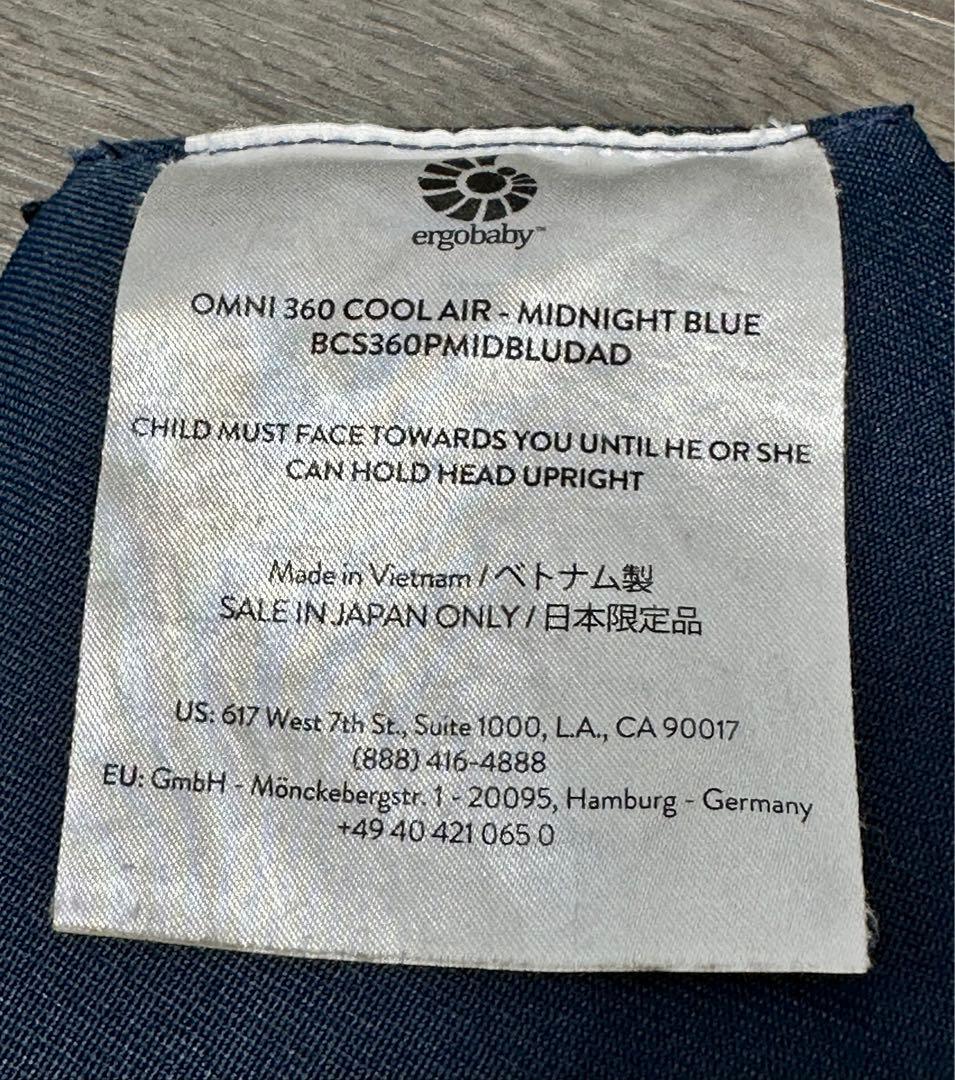 ergobaby™
OMNI 360 COOL AIR - MIDNIGHT BLUE
BCS360PMIDBLUDAD
CHILD MUST FACE TOWARDS YOU UNTIL HE OR SHE
CAN HOLD HEAD UPRIGHT
Made in Vietnam / ベトナム製
SALE IN JAPAN ONLY / 日本限定品
US: 617 West 7th St., Suite 1000, L.A., CA 90017
(888) 416-4888
EU: GmbH - Mönckebergstr. 1 - 20095, Hamburg - Germany
+49 40 421 065 0